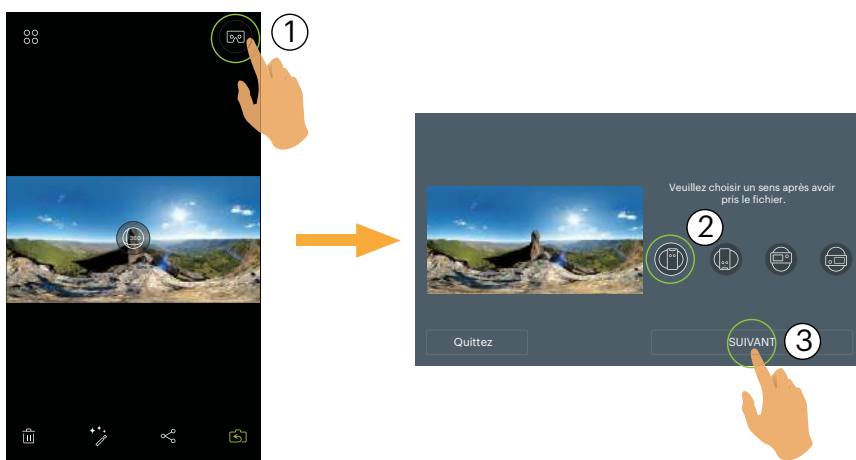 1
360
Veuillez choisir un sens après avoir
pris le fichier.
2
Quittez
SUIVANT
3